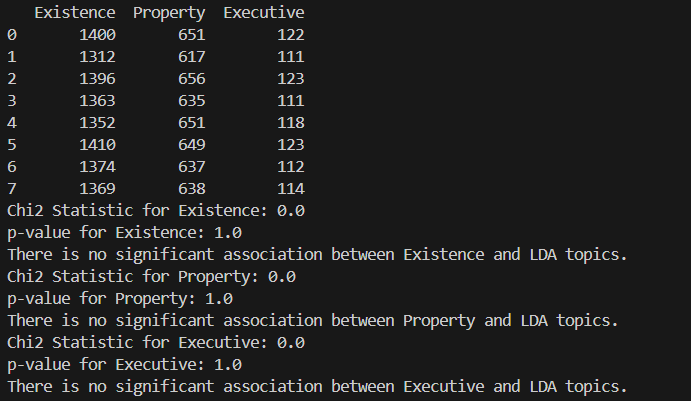 Existence Property Executive
0 1400 651 122
1 1312 617 111
2 1396 656 123
3 1363 635 111
4 1352 651 118
5 1410 649 123
6 1374 637 112
7 1369 638 114
Chi2 Statistic for Existence: 0.0
p-value for Existence: 1.0
There is no significant association between Existence and LDA topics.
Chi2 Statistic for Property: 0.0
p-value for Property: 1.0
There is no significant association between Property and LDA topics.
Chi2 Statistic for Executive: 0.0
p-value for Executive: 1.0
There is no significant association between Executive and LDA topics.